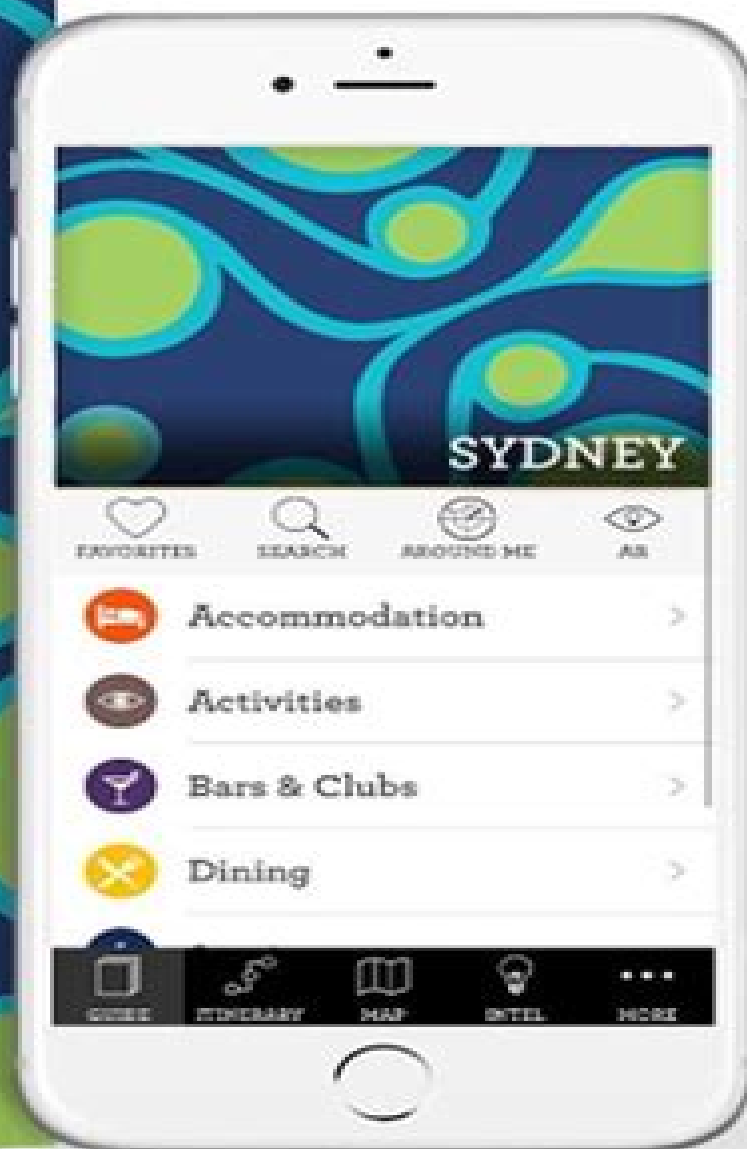 SYDNEY
FAVORITES SEARCH AROUND ME AR
Accommodation
Activities
Bars & Clubs
Dining
GUIDE ITINERARY MAP INTEL MORE